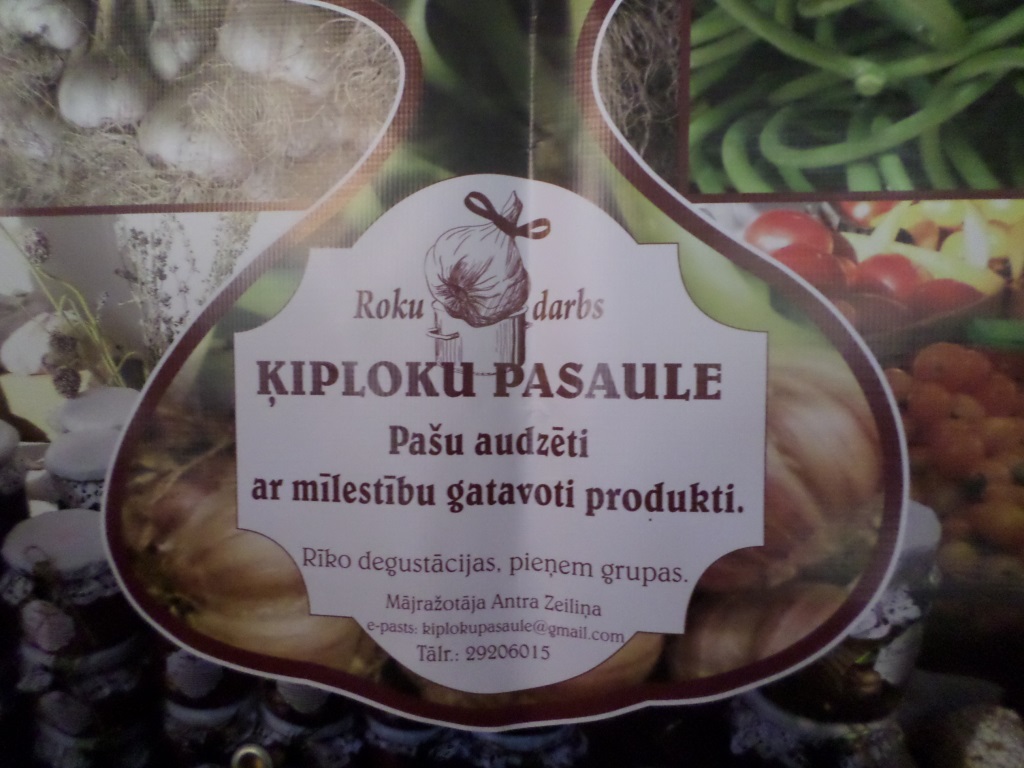 Roku darbs
ĶIPLOKU PASAULE
Pašu audzēti
ar mīlestību gatavoti produkti.
Rīko degustācijas, pieņem grupas.
Mājražotāja Antra Zeiliņa
e-pasts: kiplokupasaule@gmail.com
Tālr.: 29206015